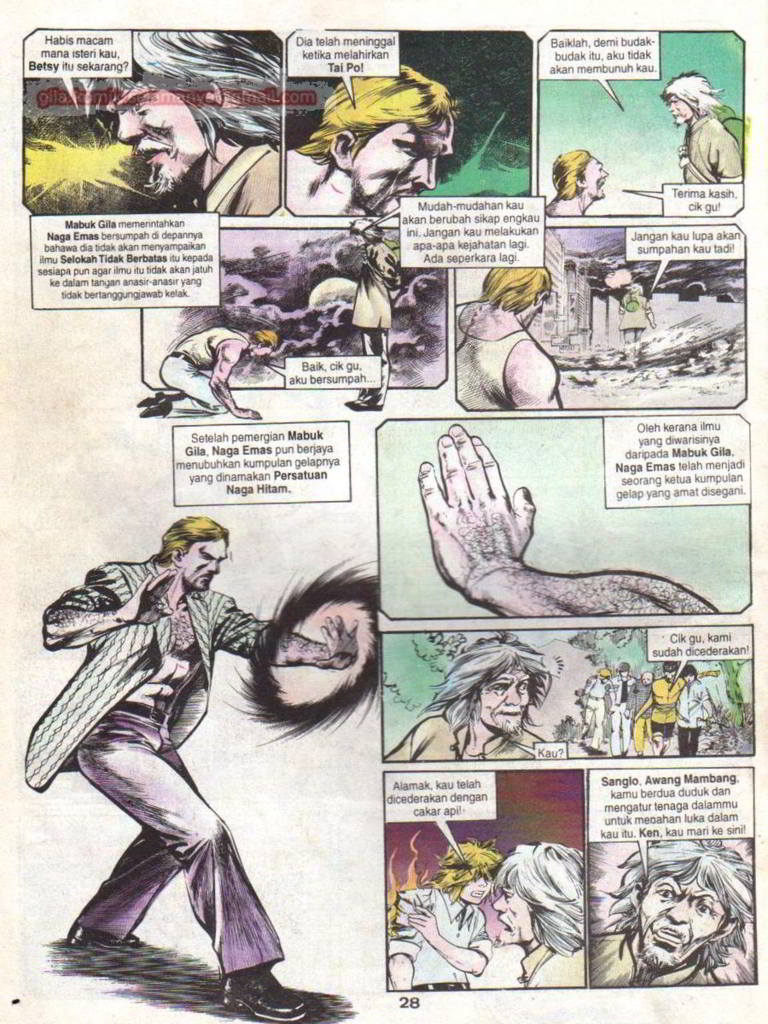 Habis macam
mana isteri kau,
Betsy itu sekarang?
Dia telah meninggal
ketika melahirkan
Tai Po!
Baiklah, demi budak-
budak itu, aku tidak
akan membunuh kau.
Terima kasih,
cik gu!
Mabuk Gila memerintahkan
Naga Emas bersumpah di depannya
bahawa dia tidak akan menyampaikan
ilmu Selokah Tidak Berbatas itu kepada
sesiapa pun agar ilmu itu tidak akan jatuh
ke dalam tangan anasir-anasir yang
tidak bertanggungjawab kelak.
Mudah-mudahan kau
akan berubah sikap engkau
ini. Jangan kau melakukan
apa-apa kejahatan lagi.
Ada seperkara lagi.
Baik, cik gu,
aku bersumpah...
Jangan kau lupa akan
sumpahan kau tadi!
Setelah pemergian Mabuk
Gila, Naga Emas pun berjaya
menubuhkan kumpulan gelapnya
yang dinamakan Persatuan
Naga Hitam.
Oleh kerana ilmu
yang diwarisinya
daripada Mabuk Gila,
Naga Emas telah menjadi
seorang ketua kumpulan
gelap yang amat disegani.
Cik gu, kami
sudah dicederakan!
Kau?
Alamak, kau telah
dicederakan dengan
cakar api!
Sanglo, Awang Mambang,
kamu berdua duduk dan
mengatur tenaga dalammu
untuk menahan luka dalam
kau itu. Ken, kau mari ke sini!
28